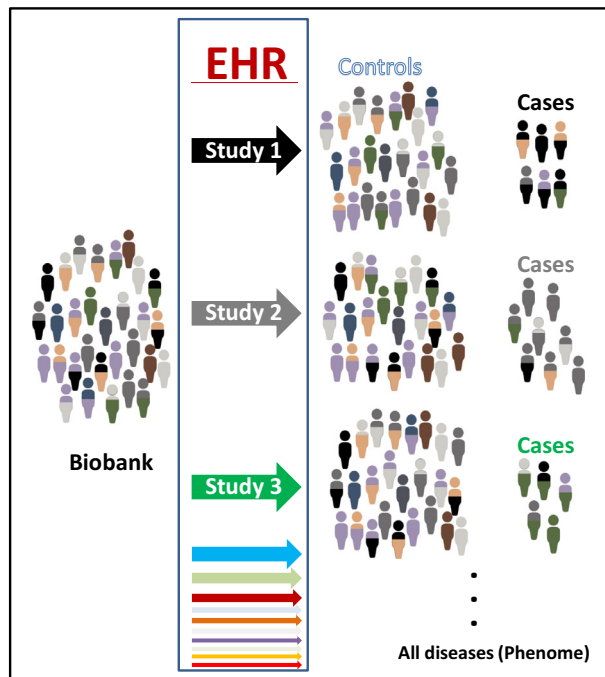 EHR
Controls
Cases
Study 1
Cases
Study 2
Biobank
Cases
Study 3
All diseases (Phenome)